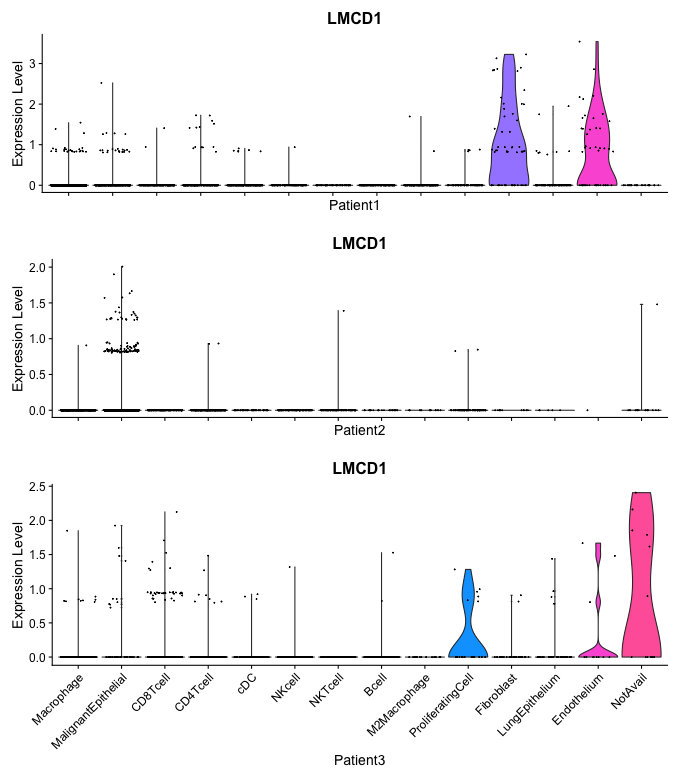 LMCD1
Expression Level
3
2
1
0
Patient1
LMCD1
Expression Level
2.0
1.5
1.0
0.5
0.0
Patient2
LMCD1
Expression Level
2.5
2.0
1.5
1.0
0.5
0.0
Macrophage
MalignantEpithelial
CD8Tcell
CD4Tcell
cDC
NKcell
NKTcell
Bcell
M2Macrophage
ProliferatingCell
Fibroblast
LungEpithelium
Endothelium
NotAvail
Patient3